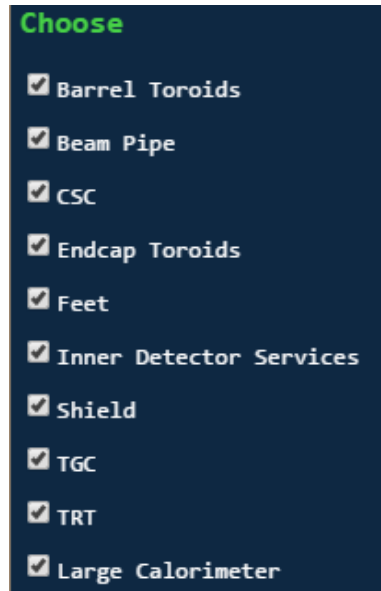 Choose
Barrel Toroids
Beam Pipe
CSC
Endcap Toroids
Feet
Inner Detector Services
Shield
TGC
TRT
Large Calorimeter